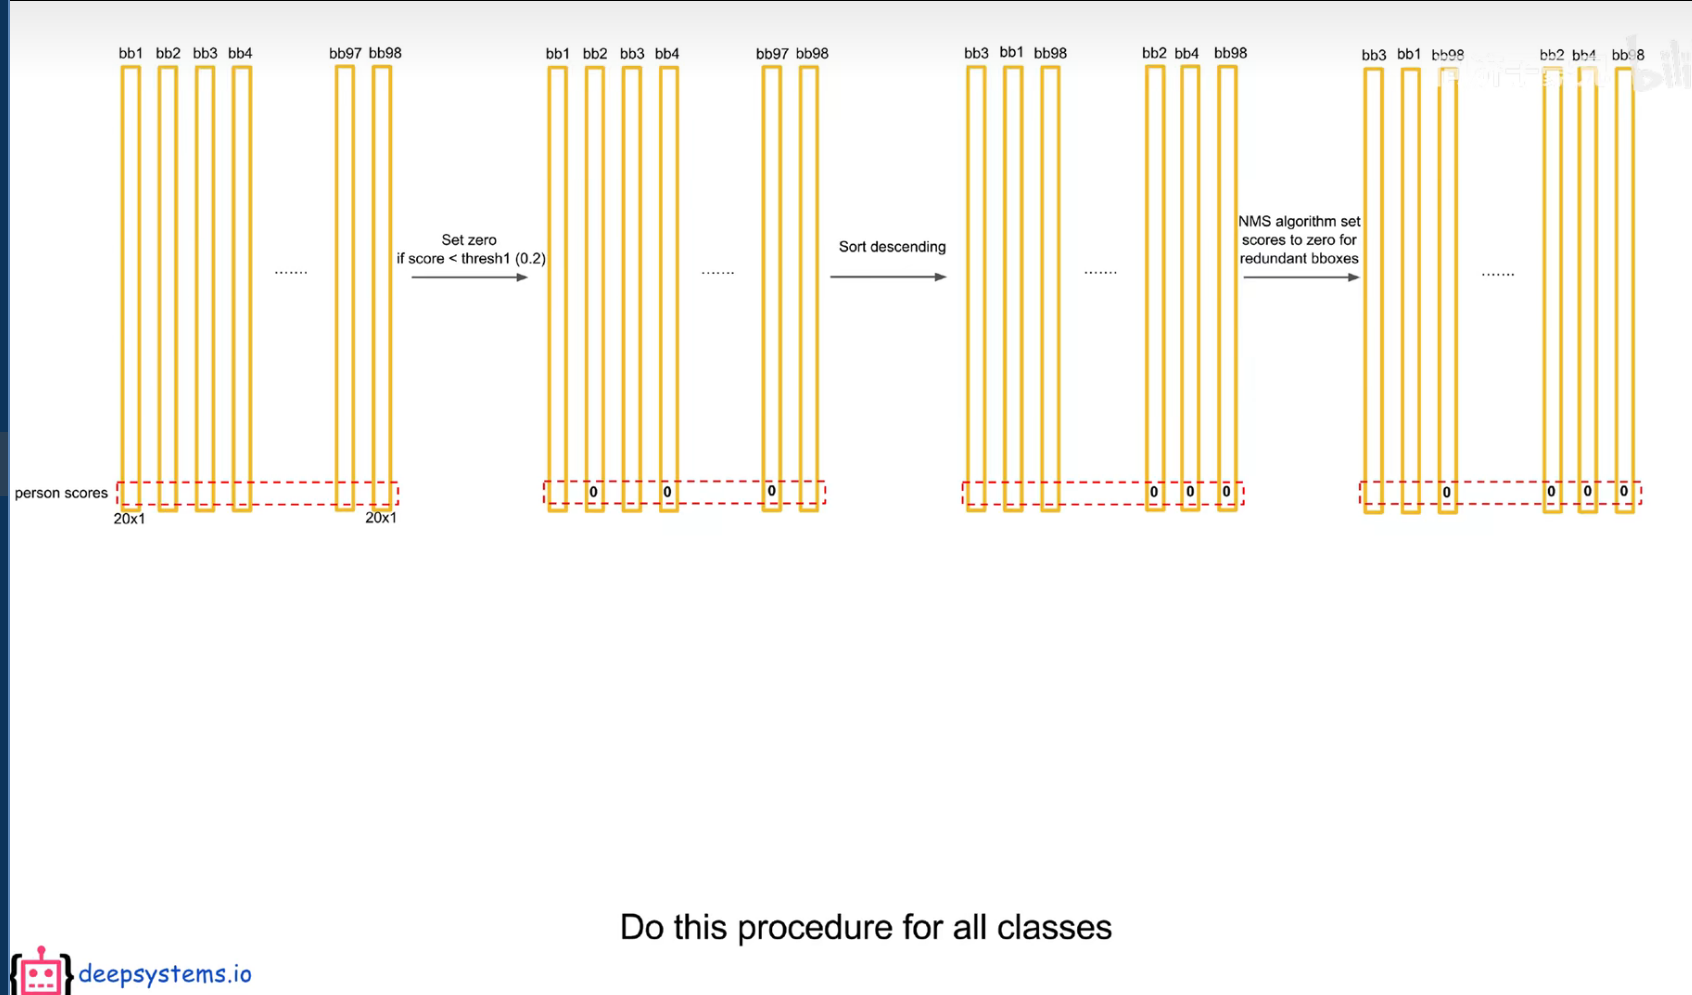 bb1 bb2 bb3 bb4 bb97 bb98 bb1 bb2 bb3 bb4 bb97 bb98 bb3 bb1 bb98 bb2 bb4 bb98 bb3 bb1 bb98 bb2 bb4 bb98
Set zero
if score < thresh1 (0.2)
.......
.......
Sort descending
.......
NMS algorithm set
scores to zero for
redundant bboxes
.......
person scores
0 0 0
0 0 0
0 0 0 0
20x1 20x1
Do this procedure for all classes
deepsystems.io